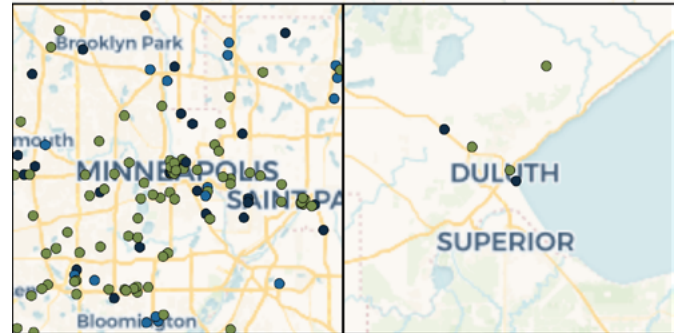 Brooklyn Park
mouth
MINNEAPOLIS
SAINT PA
Bloomington
DULUTH
SUPERIOR